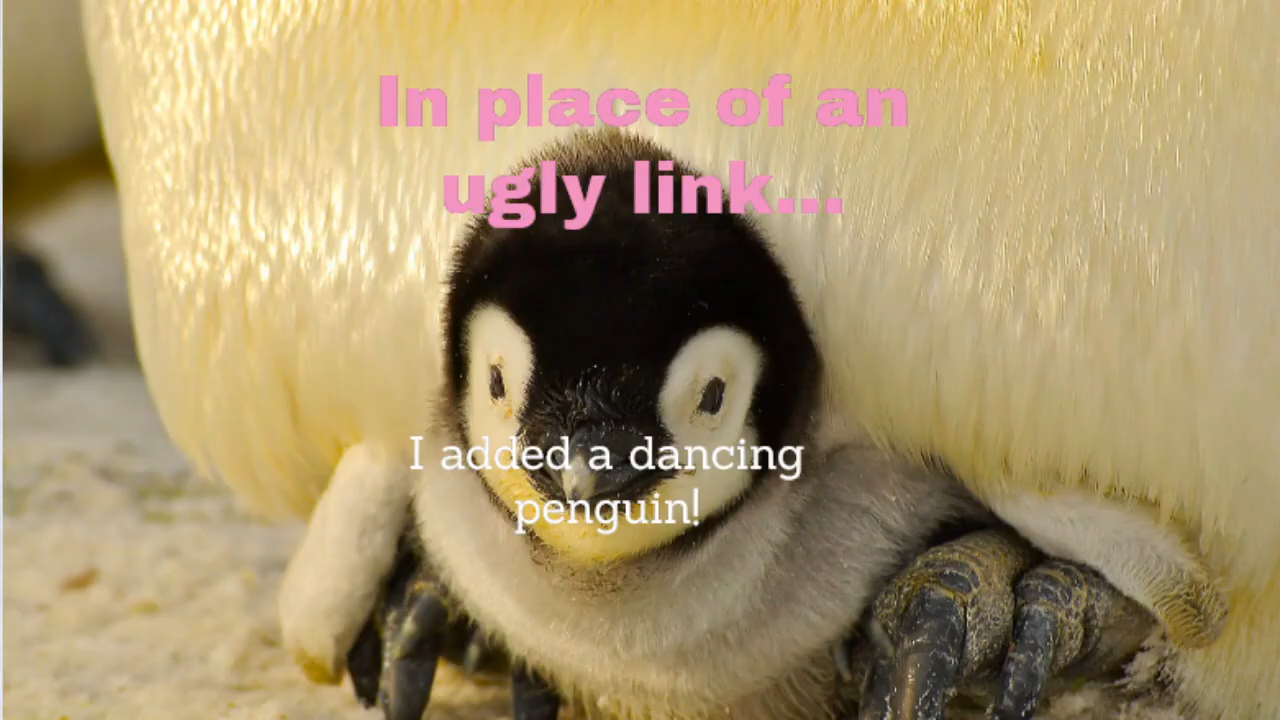 In place of an
ugly link...
I added a dancing
penguin!